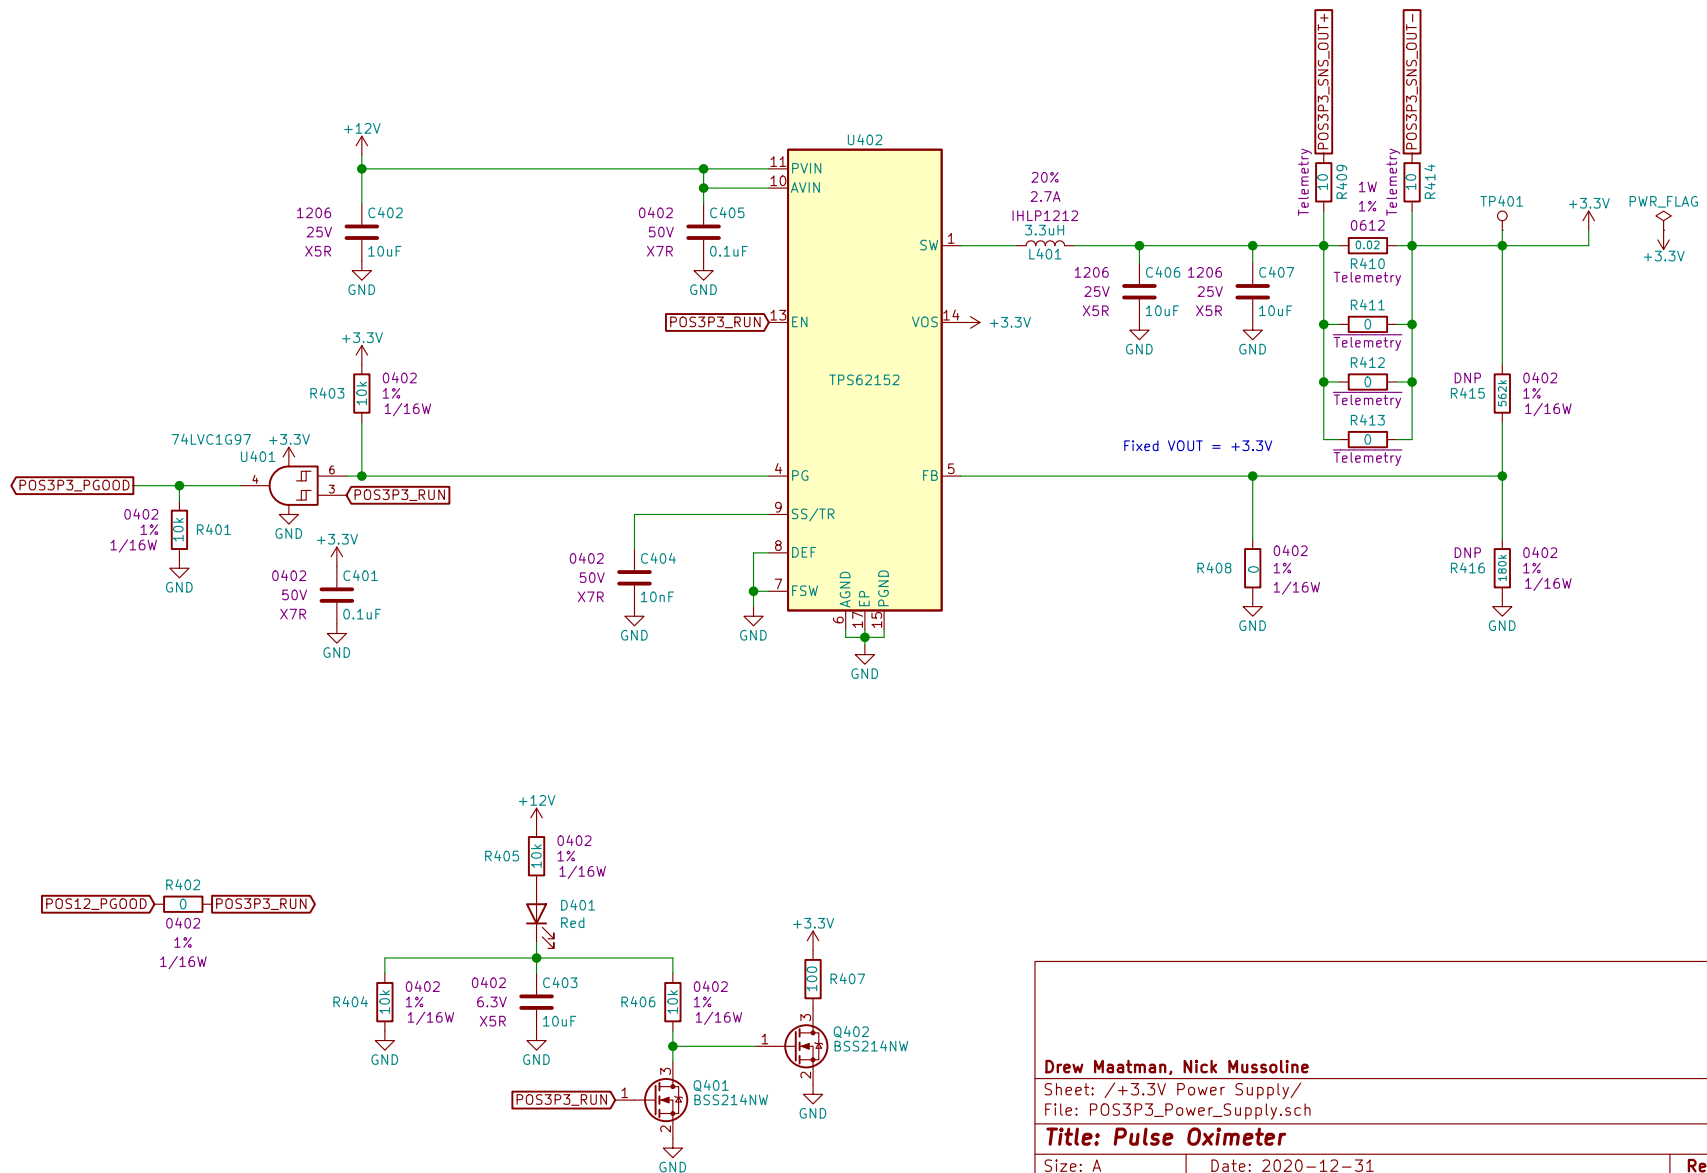 POS3P3_SNS_OUT+
POS3P3_SNS_OUT-
Telemetry
10
R409
Telemetry
10
R414
+12V
1206
25V
X5R
C402
10uF
GND
0402
50V
X7R
C405
0.1uF
GND
U402
11
PVIN
10
AVIN
13
EN
4
PG
9
SS/TR
8
DEF
7
FSW
SW
1
VOS
14
+3.3V
TPS62152
FB
5
AGND
EP
PGND
6
17
15
GND
POS3P3_RUN
20%
2.7A
IHLP1212
3.3uH
L401
1206
25V
X5R
C406
10uF
GND
1206
25V
X5R
C407
10uF
GND
1W
1%
0612
0.02
R410
Telemetry
R411
0
Telemetry
R412
0
Telemetry
R413
0
Telemetry
TP401
+3.3V
PWR_FLAG
+3.3V
DNP
R415
562k
0402
1%
1/16W
Fixed VOUT = +3.3V
R408
0
0402
1%
1/16W
GND
DNP
R416
180k
0402
1%
1/16W
GND
+3.3V
R403
10k
0402
1%
1/16W
74LVC1G97
+3.3V
U401
POS3P3_PGOOD
4
6
3
POS3P3_RUN
GND
0402
1%
1/16W
10k
R401
GND
+3.3V
0402
50V
X7R
C401
0.1uF
GND
0402
50V
X7R
C404
10nF
GND
GND
+12V
R405
10k
0402
1%
1/16W
D401
Red
POS12_PGOOD
R402
0
POS3P3_RUN
0402
1%
1/16W
R404
10k
0402
1%
1/16W
GND
0402
6.3V
X5R
C403
10uF
GND
R406
10k
0402
1%
1/16W
+3.3V
100
R407
3
1
2
Q402
BSS214NW
GND
POS3P3_RUN
1
3
2
Q401
BSS214NW
GND
Drew Maatman, Nick Mussoline
Sheet: /+3.3V Power Supply/
File: POS3P3_Power_Supply.sch
Title: Pulse Oximeter
Size: A
Date: 2020-12-31
Re